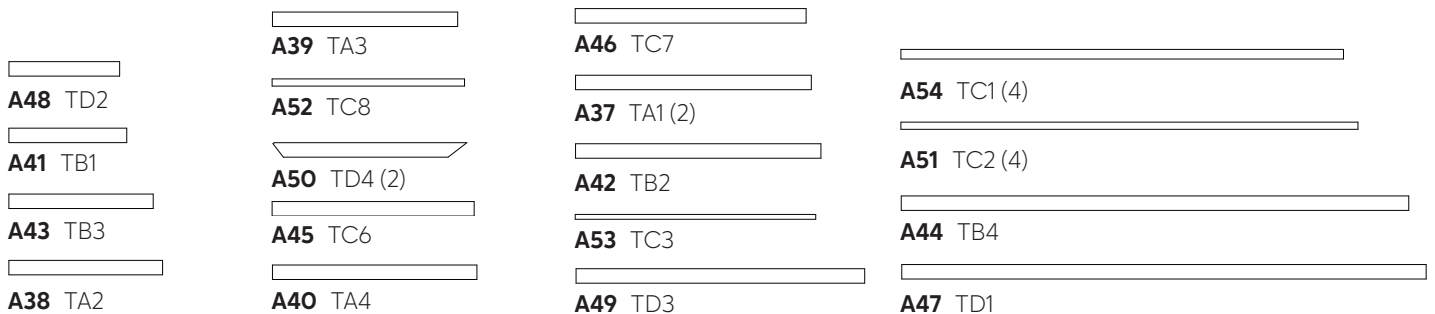 A48 TD2
A41 TB1
A43 TB3
A38 TA2
A39 TA3
A52 TC8
A50 TD4 (2)
A45 TC6
A40 TA4
A46 TC7
A37 TA1 (2)
A42 TB2
A53 TC3
A49 TD3
A54 TC1 (4)
A51 TC2 (4)
A44 TB4
A47 TD1